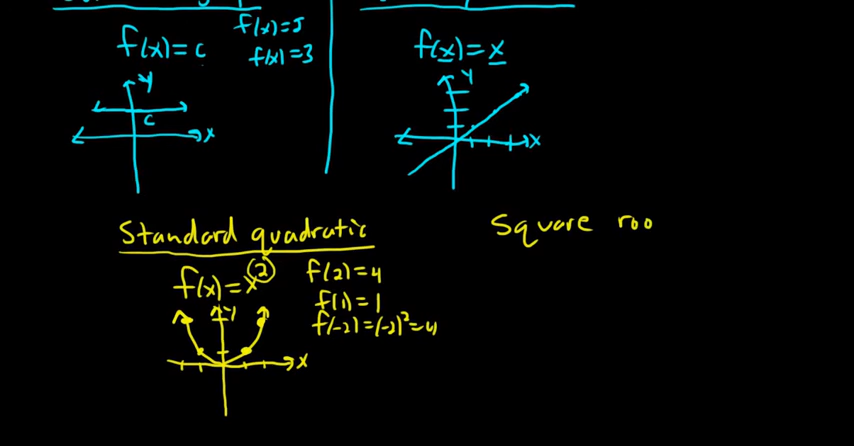 f(x)=5
f(x)=c
f(x)=3
y
c
x
f(x)=x
y
x
Standard quadratic
f(x)=x²
f(2)=4
f(1)=1
f(-2)=(-2)²=4
y
x
Square roo